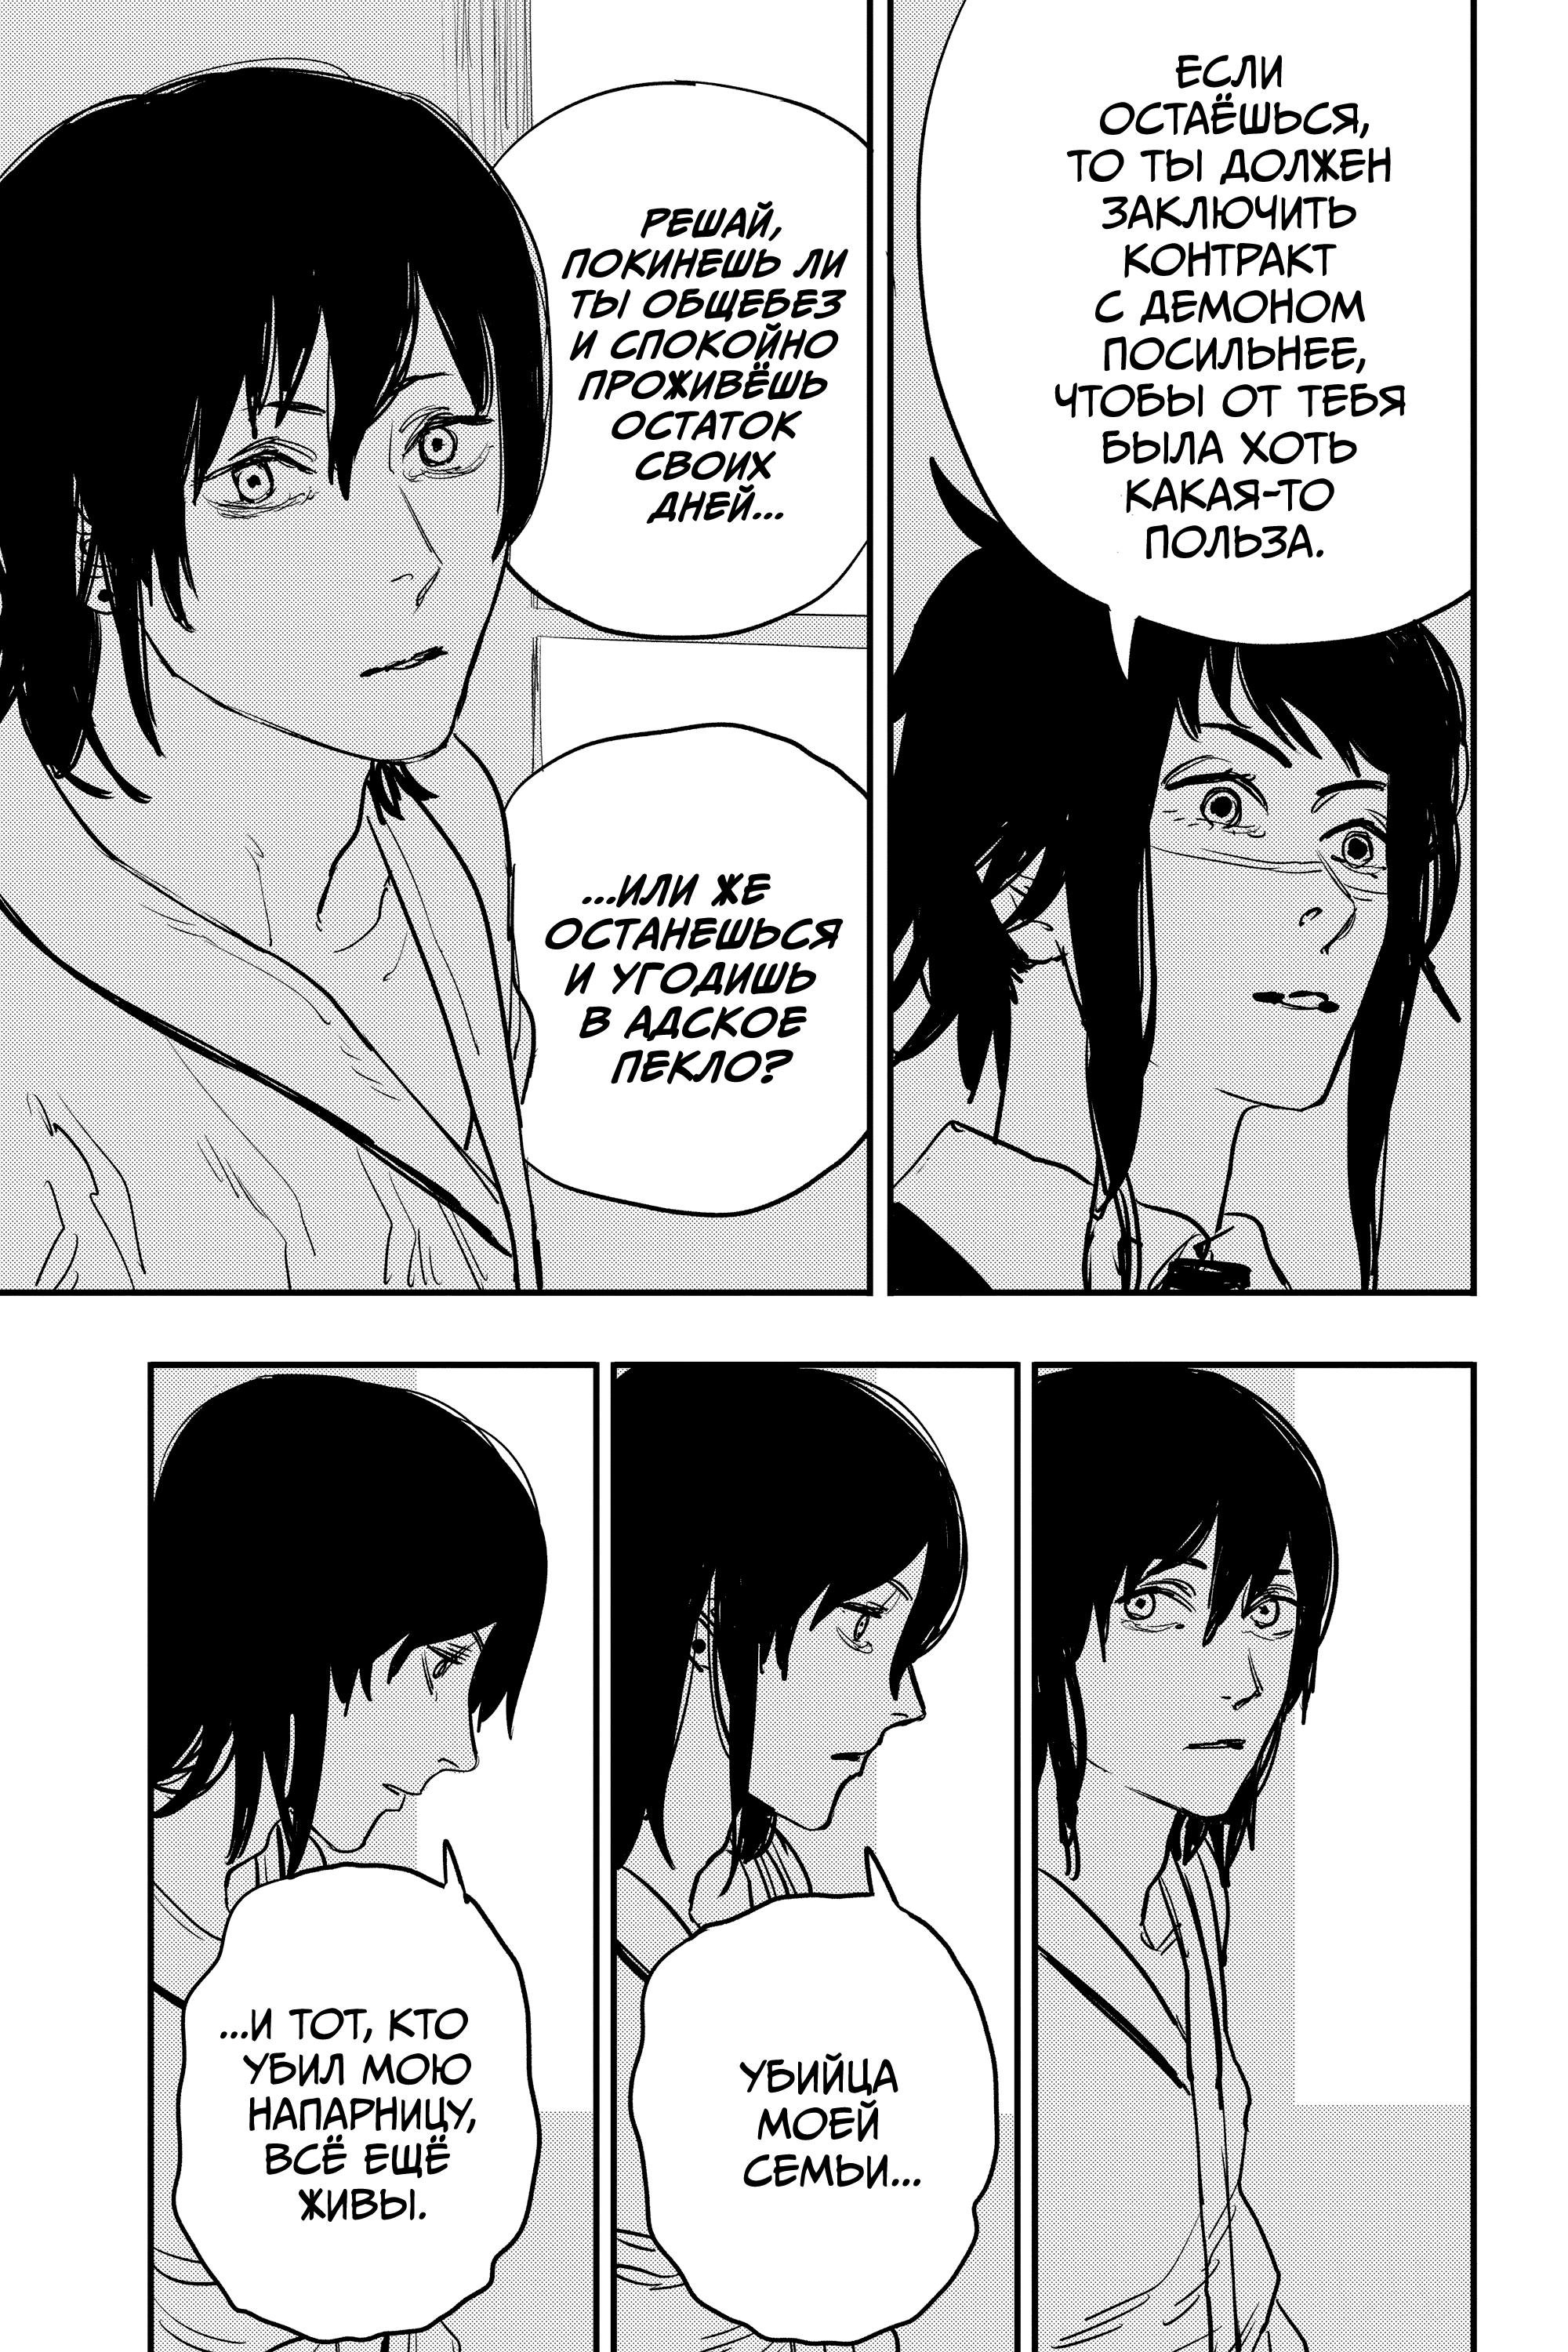 ЕСЛИ
ОСТАЁШЬСЯ,
ТО ТЫ ДОЛЖЕН
ЗАКЛЮЧИТЬ
КОНТРАКТ
С ДЕМОНОМ
ПОСИЛЬНЕЕ,
ЧТОБЫ ОТ ТЕБЯ
БЫЛА ХОТЬ
КАКАЯ-ТО
ПОЛЬЗА.
РЕШАЙ,
ПОКИНЕШЬ ЛИ
ТЫ ОБЩЕБЕЗ
И СПОКОЙНО
ПРОЖИВЁШЬ
ОСТАТОК
СВОИХ
ДНЕЙ...
...ИЛИ ЖЕ
ОСТАНЕШЬСЯ
И УГОДИШЬ
В АДСКОЕ
ПЕКЛО?
УБИЙЦА
МОЕЙ
СЕМЬИ...
...И ТОТ, КТО
УБИЛ МОЮ
НАПАРНИЦУ,
ВСЁ ЕЩЁ
ЖИВЫ.